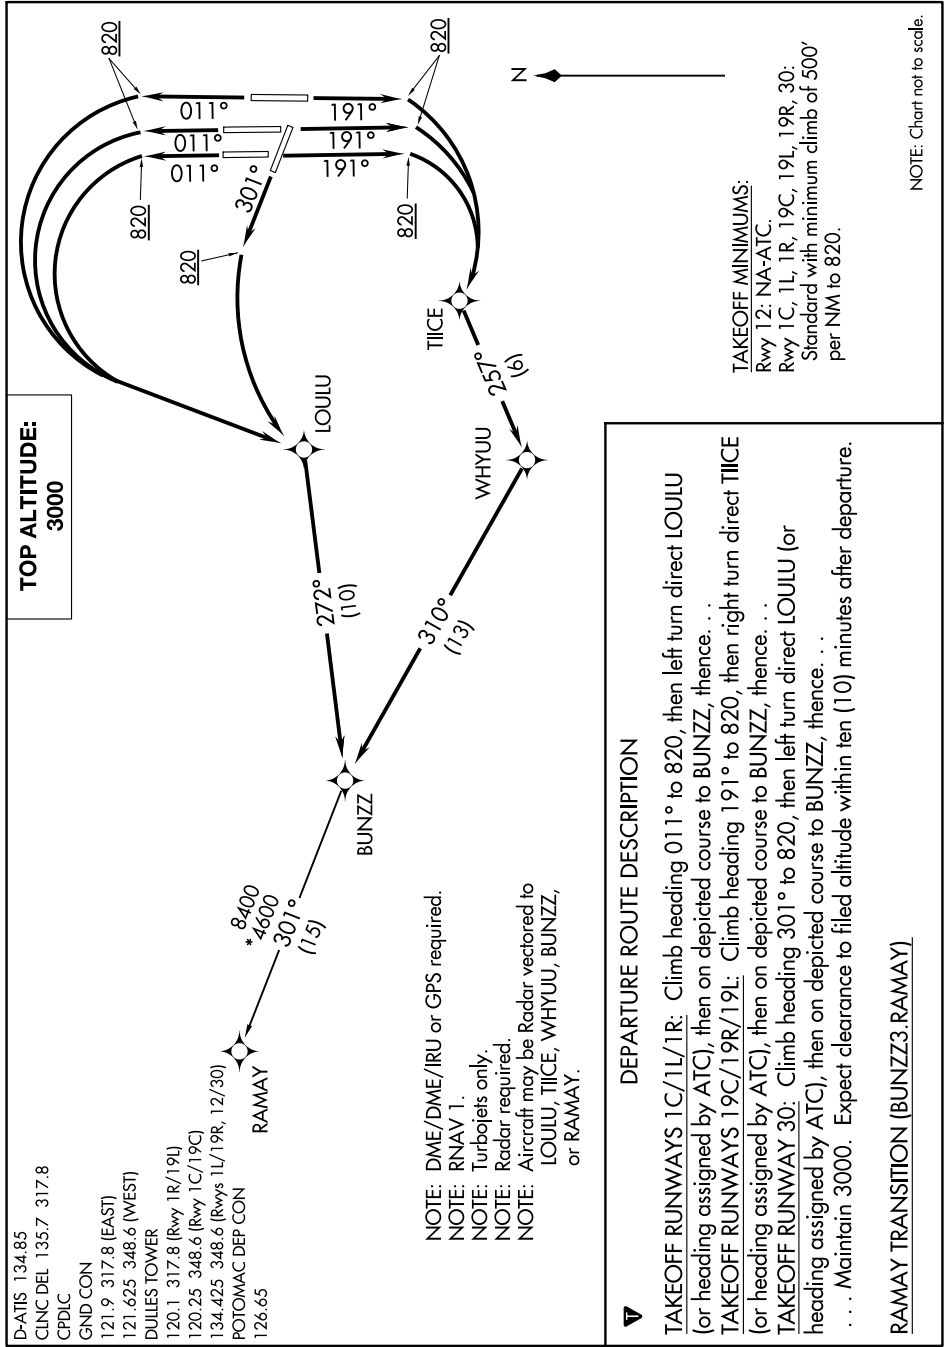 D-ATIS 134.85
CLNC DEL 135.7 317.8
CPDLC
GND CON
121.9 317.8 (EAST)
121.625 348.6 (WEST)
DULLES TOWER
120.1 317.8 (Rwy 1R/19L)
120.25 348.6 (Rwy 1C/19C)
134.425 348.6 (Rwys 1L/19R, 12/30)
POTOMAC DEP CON
126.65
TOP ALTITUDE:
3000
820
820
820
820
820
011°
011°
011°
191°
191°
191°
301°
N
LOULU
TIICE
257°
(6)
WHYUU
272°
(10)
310°
(13)
BUNZZ
* 8400
4600
301°
(15)
RAMAY
NOTE: DME/DME/IRU or GPS required.
NOTE: RNAV 1.
NOTE: Turbojets only.
NOTE: Radar required.
NOTE: Aircraft may be Radar vectored to
LOULU, TIICE, WHYUU, BUNZZ,
or RAMAY.
TAKEOFF MINIMUMS:
Rwy 12: NA-ATC.
Rwy 1C, 1L, 1R, 19C, 19L, 19R, 30:
Standard with minimum climb of 500'
per NM to 820.
NOTE: Chart not to scale.
T
DEPARTURE ROUTE DESCRIPTION
TAKEOFF RUNWAYS 1C/1L/1R: Climb heading 011° to 820, then left turn direct LOULU
(or heading assigned by ATC), then on depicted course to BUNZZ, thence. . .
TAKEOFF RUNWAYS 19C/19R/19L: Climb heading 191° to 820, then right turn direct TIICE
(or heading assigned by ATC), then on depicted course to BUNZZ, thence. . .
TAKEOFF RUNWAY 30: Climb heading 301° to 820, then left turn direct LOULU (or
heading assigned by ATC), then on depicted course to BUNZZ, thence. . .
. . . Maintain 3000. Expect clearance to filed altitude within ten (10) minutes after departure.
RAMAY TRANSITION (BUNZZ3.RAMAY)